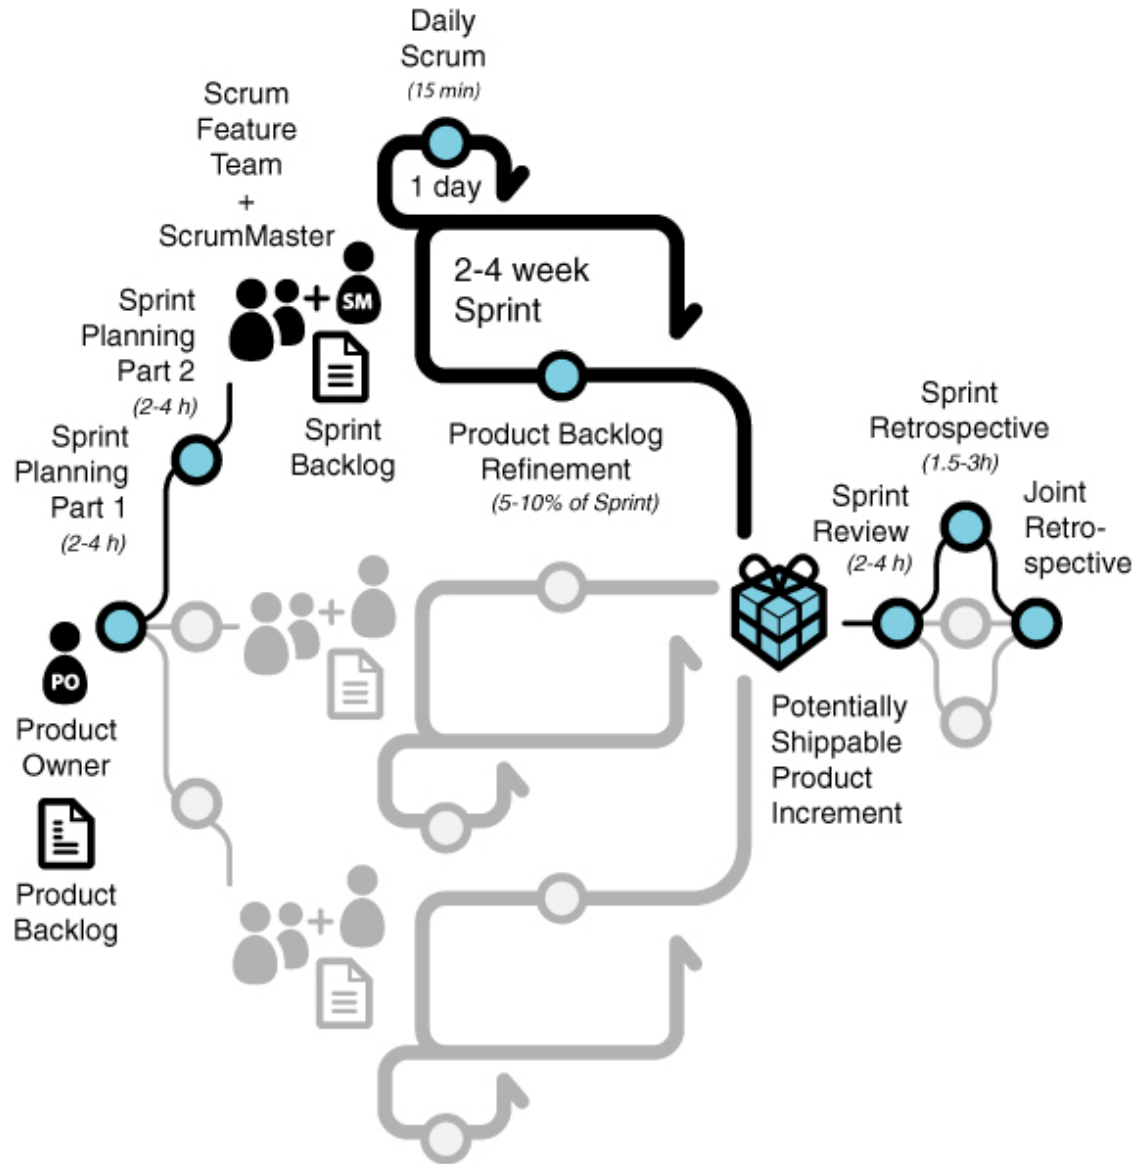 Daily
Scrum
(15 min)
Scrum
Feature
Team
+
ScrumMaster
1 day
SM
2-4 week
Sprint
Sprint
Planning
Part 2
(2-4 h)
Sprint
Backlog
Sprint
Planning
Part 1
(2-4 h)
Product Backlog
Refinement
(5-10% of Sprint)
Sprint
Retrospective
(1.5-3h)
Sprint
Review
(2-4 h)
Joint
Retro-
spective
PO
Product
Owner
Product
Backlog
Potentially
Shippable
Product
Increment